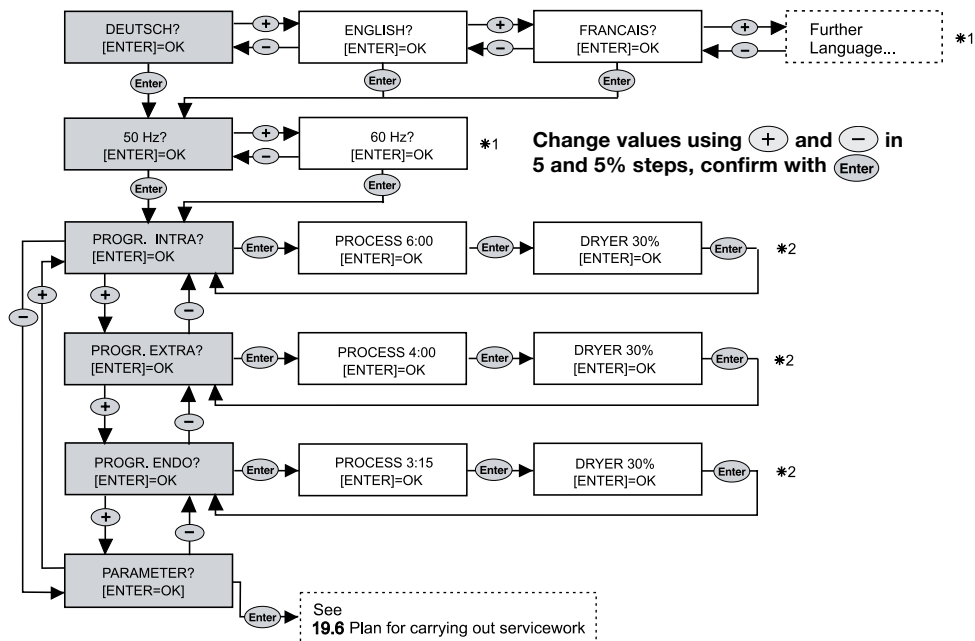 DEUTSCH?
[ENTER]=OK
+
−
ENGLISH?
[ENTER]=OK
+
−
FRANCAIS?
[ENTER]=OK
+
−
Further
Language...
*1
Enter
Enter
Enter
50 Hz?
[ENTER]=OK
+
−
60 Hz?
[ENTER]=OK
*1
Change values using + and − in
5 and 5% steps, confirm with Enter
Enter
Enter
PROGR. INTRA?
[ENTER]=OK
Enter
PROCESS 6:00
[ENTER]=OK
Enter
DRYER 30%
[ENTER]=OK
Enter
*2
+
−
+
−
PROGR. EXTRA?
[ENTER]=OK
Enter
PROCESS 4:00
[ENTER]=OK
Enter
DRYER 30%
[ENTER]=OK
Enter
*2
+
−
PROGR. ENDO?
[ENTER]=OK
Enter
PROCESS 3:15
[ENTER]=OK
Enter
DRYER 30%
[ENTER]=OK
Enter
*2
+
−
PARAMETER?
[ENTER=OK]
Enter
See
19.6 Plan for carrying out servicework